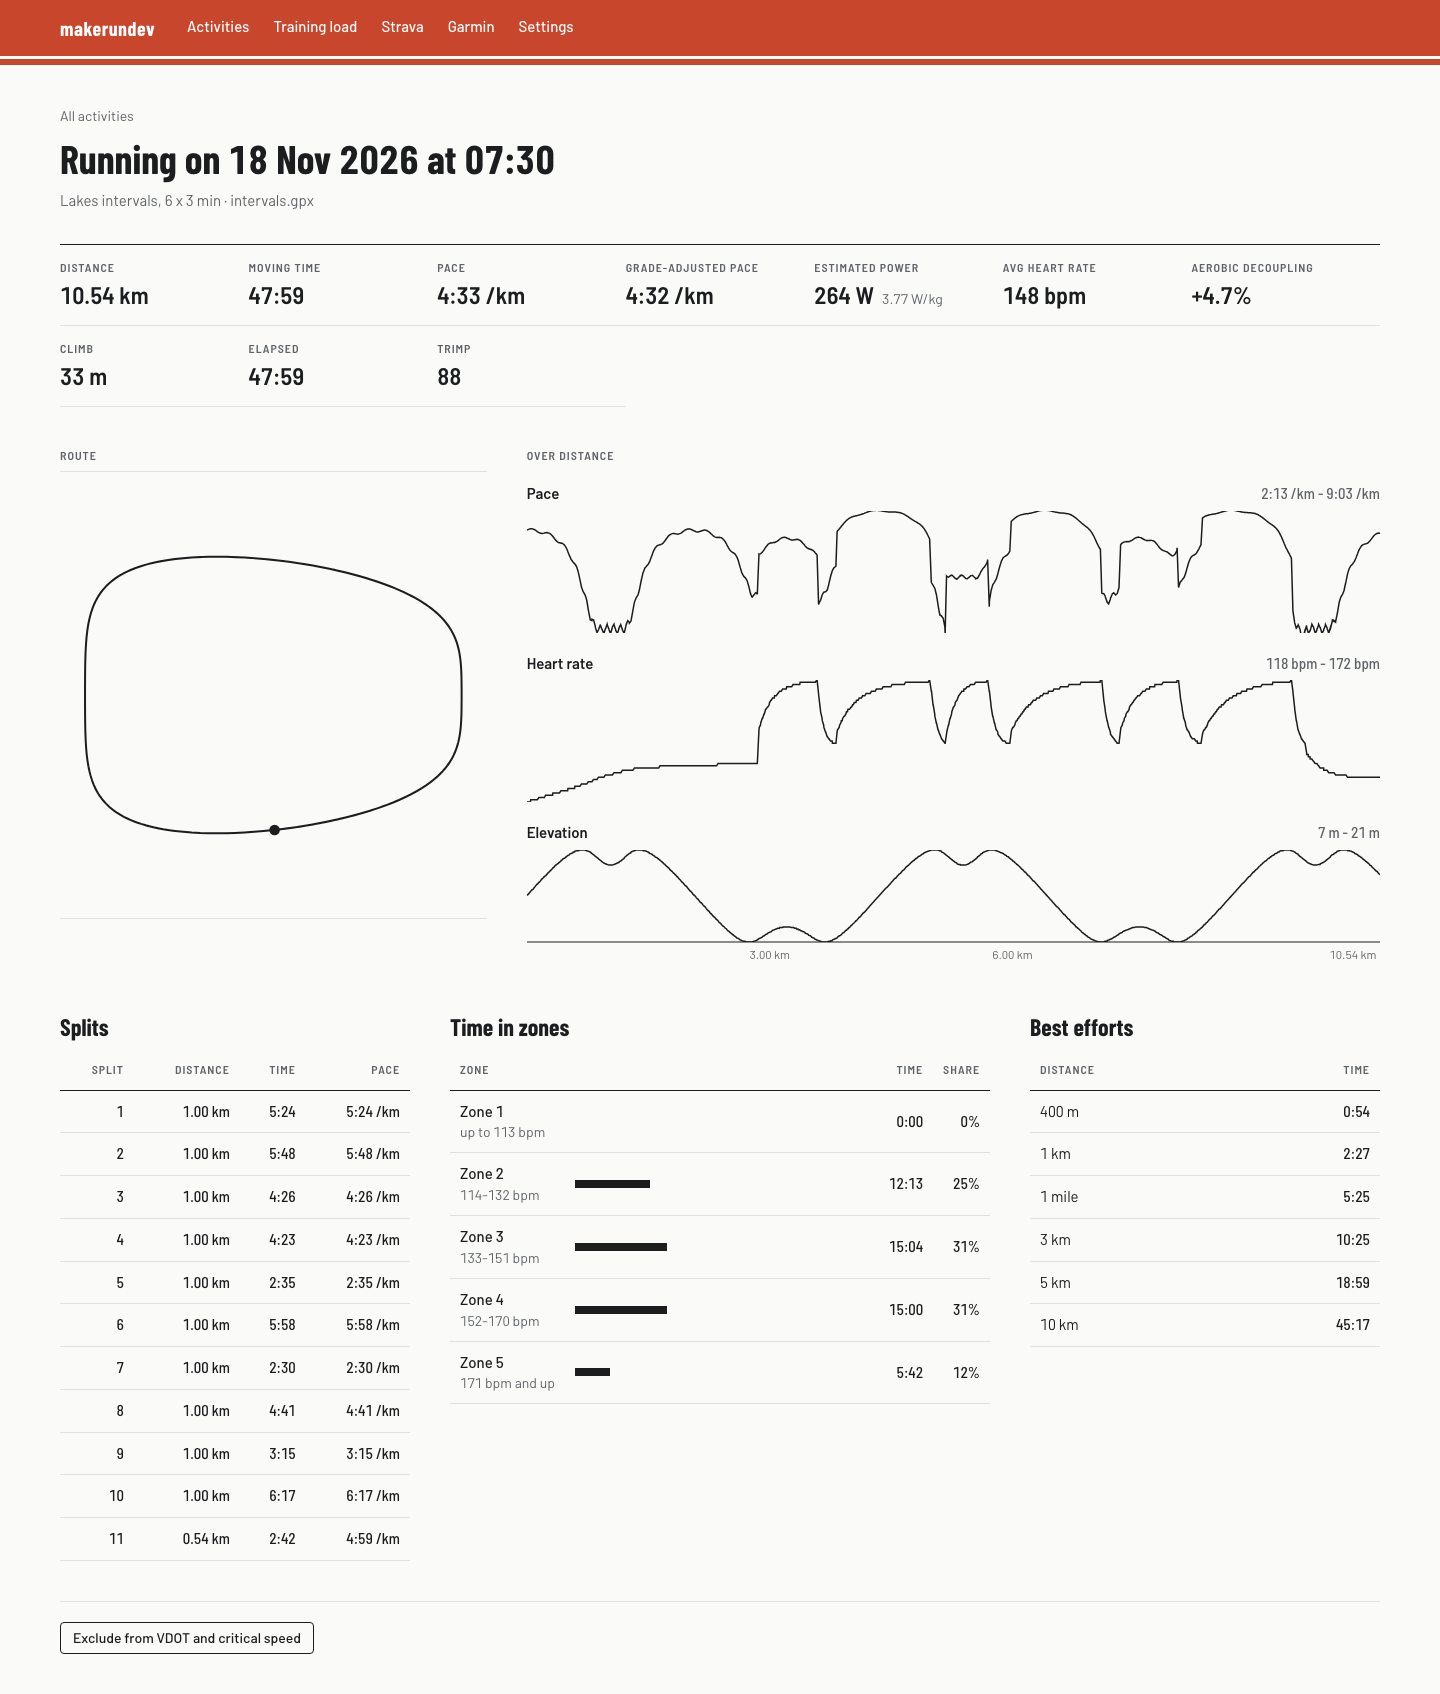 makerundev Activities Training load Strava Garmin Settings
All activities
Running on 18 Nov 2026 at 07:30
Lakes intervals, 6 x 3 min · intervals.gpx
DISTANCE MOVING TIME PACE GRADE-ADJUSTED PACE ESTIMATED POWER AVG HEART RATE AEROBIC DECOUPLING
10.54 km 47:59 4:33 /km 4:32 /km 264 W 3.77 W/kg 148 bpm +4.7%
CLIMB ELAPSED TRIMP
33 m 47:59 88
ROUTE
OVER DISTANCE
Pace 2:13 /km - 9:03 /km
Heart rate 118 bpm - 172 bpm
Elevation 7 m - 21 m
3.00 km 6.00 km 10.54 km
Splits
SPLIT DISTANCE TIME PACE
1 1.00 km 5:24 5:24 /km
2 1.00 km 5:48 5:48 /km
3 1.00 km 4:26 4:26 /km
4 1.00 km 4:23 4:23 /km
5 1.00 km 2:35 2:35 /km
6 1.00 km 5:58 5:58 /km
7 1.00 km 2:30 2:30 /km
8 1.00 km 4:41 4:41 /km
9 1.00 km 3:15 3:15 /km
10 1.00 km 6:17 6:17 /km
11 0.54 km 2:42 4:59 /km
Time in zones
ZONE TIME SHARE
Zone 1
up to 113 bpm 0:00 0%
Zone 2
114-132 bpm 12:13 25%
Zone 3
133-151 bpm 15:04 31%
Zone 4
152-170 bpm 15:00 31%
Zone 5
171 bpm and up 5:42 12%
Best efforts
DISTANCE TIME
400 m 0:54
1 km 2:27
1 mile 5:25
3 km 10:25
5 km 18:59
10 km 45:17
Exclude from VDOT and critical speed